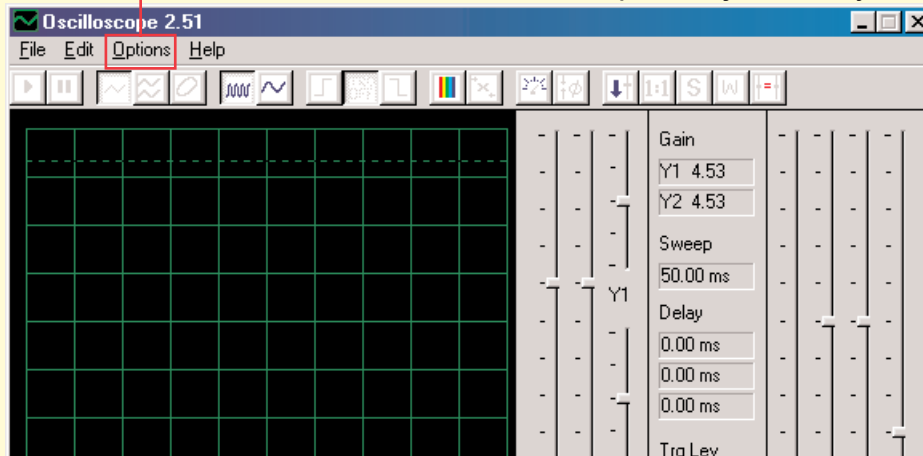 Oscilloscope 2.51
File Edit Options Help
1:1 S W
Gain
Y1 4.53
Y2 4.53
Sweep
50.00 ms
Y1
Delay
0.00 ms
0.00 ms
0.00 ms
Trg Lev